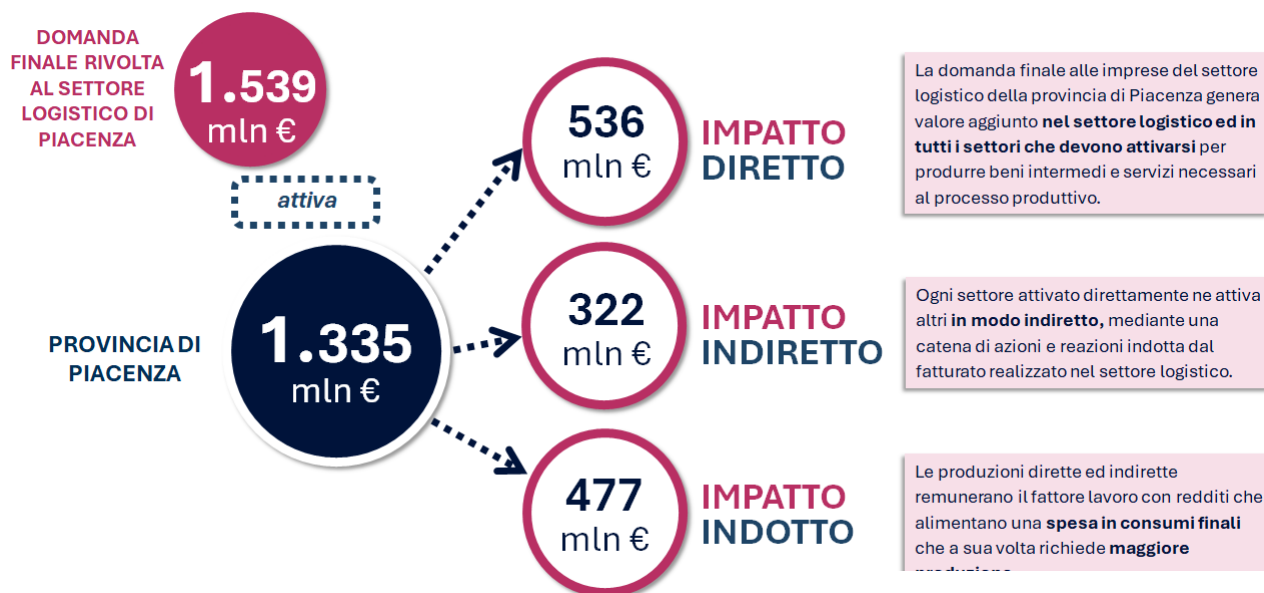 DOMANDA
FINALE RIVOLTA
AL SETTORE
LOGISTICO DI
PIACENZA
1.539
mln €
attiva
PROVINCIA DI
PIACENZA
1.335
mln €
536
mln €
IMPATTO
DIRETTO
La domanda finale alle imprese del settore
logistico della provincia di Piacenza genera
valore aggiunto nel settore logistico ed in
tutti i settori che devono attivarsi per
produrre beni intermedi e servizi necessari
al processo produttivo.
322
mln €
IMPATTO
INDIRETTO
Ogni settore attivato direttamente ne attiva
altri in modo indiretto, mediante una
catena di azioni e reazioni indotta dal
fatturato realizzato nel settore logistico.
477
mln €
IMPATTO
INDOTTO
Le produzioni dirette ed indirette
remunerano il fattore lavoro con redditi che
alimentano una spesa in consumi finali
che a sua volta richiede maggiore